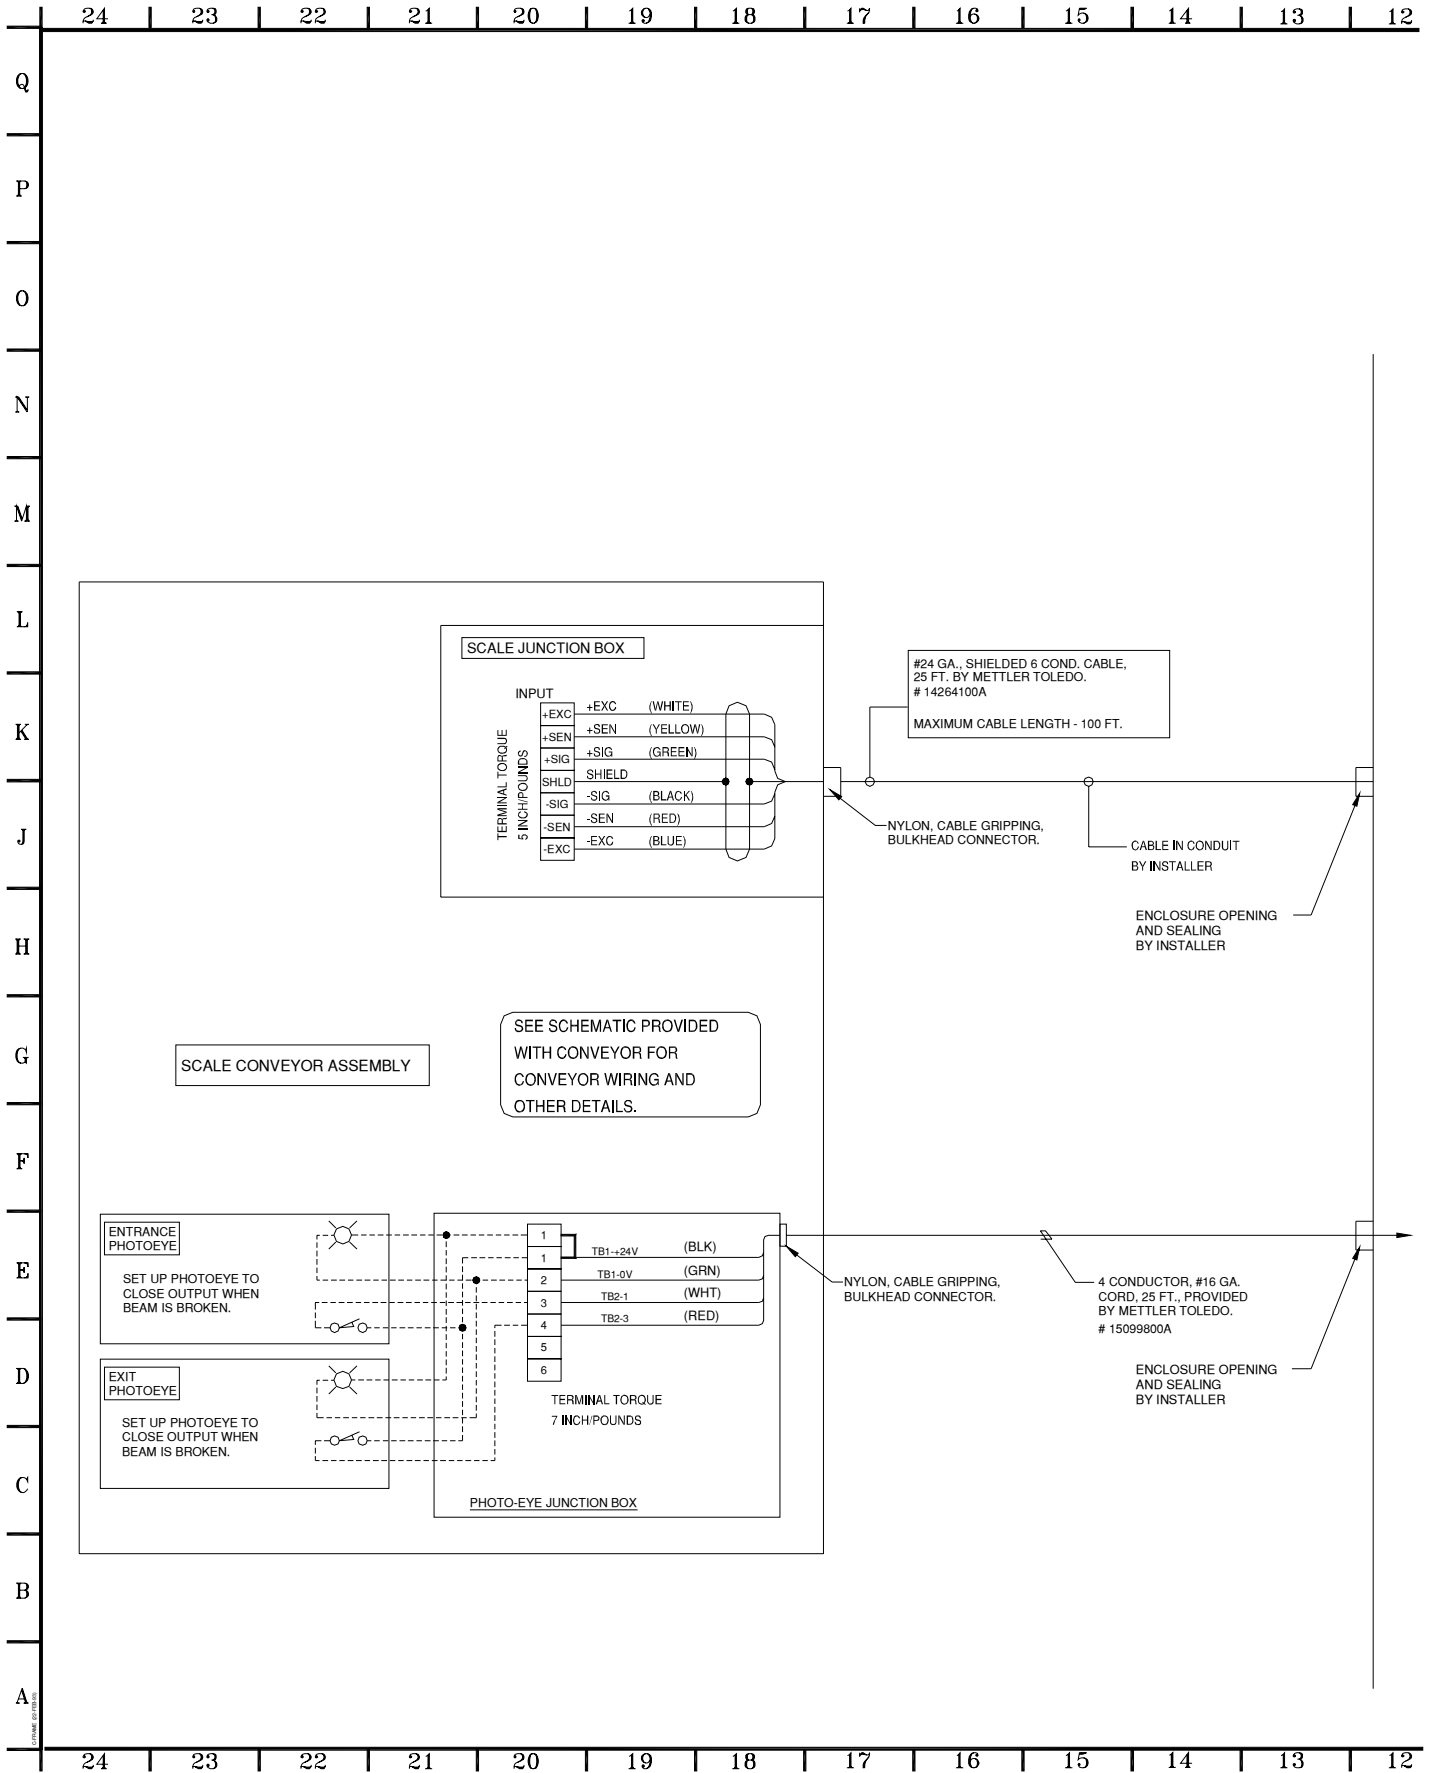 24 23 22 21 20 19 18 17 16 15 14 13 12
Q
P
O
N
M
L
SCALE JUNCTION BOX
#24 GA., SHIELDED 6 COND. CABLE,
25 FT. BY METTLER TOLEDO.
# 14264100A
MAXIMUM CABLE LENGTH - 100 FT.
K
INPUT
TERMINAL TORQUE
5 INCH/POUNDS
+EXC +EXC (WHITE)
+SEN +SEN (YELLOW)
+SIG +SIG (GREEN)
SHLD SHIELD
-SIG -SIG (BLACK)
-SEN -SEN (RED)
-EXC -EXC (BLUE)
J
NYLON, CABLE GRIPPING,
BULKHEAD CONNECTOR.
CABLE IN CONDUIT
BY INSTALLER
ENCLOSURE OPENING
AND SEALING
BY INSTALLER
H
G
SCALE CONVEYOR ASSEMBLY
SEE SCHEMATIC PROVIDED
WITH CONVEYOR FOR
CONVEYOR WIRING AND
OTHER DETAILS.
F
ENTRANCE
PHOTOEYE
SET UP PHOTOEYE TO
CLOSE OUTPUT WHEN
BEAM IS BROKEN.
E
1
1 TB1-+24V (BLK)
2 TB1-0V (GRN)
3 TB2-1 (WHT)
4 TB2-3 (RED)
5
6
NYLON, CABLE GRIPPING,
BULKHEAD CONNECTOR.
4 CONDUCTOR, #16 GA.
CORD, 25 FT., PROVIDED
BY METTLER TOLEDO.
# 15099800A
D
EXIT
PHOTOEYE
SET UP PHOTOEYE TO
CLOSE OUTPUT WHEN
BEAM IS BROKEN.
TERMINAL TORQUE
7 INCH/POUNDS
ENCLOSURE OPENING
AND SEALING
BY INSTALLER
C
PHOTO-EYE JUNCTION BOX
B
A
24 23 22 21 20 19 18 17 16 15 14 13 12